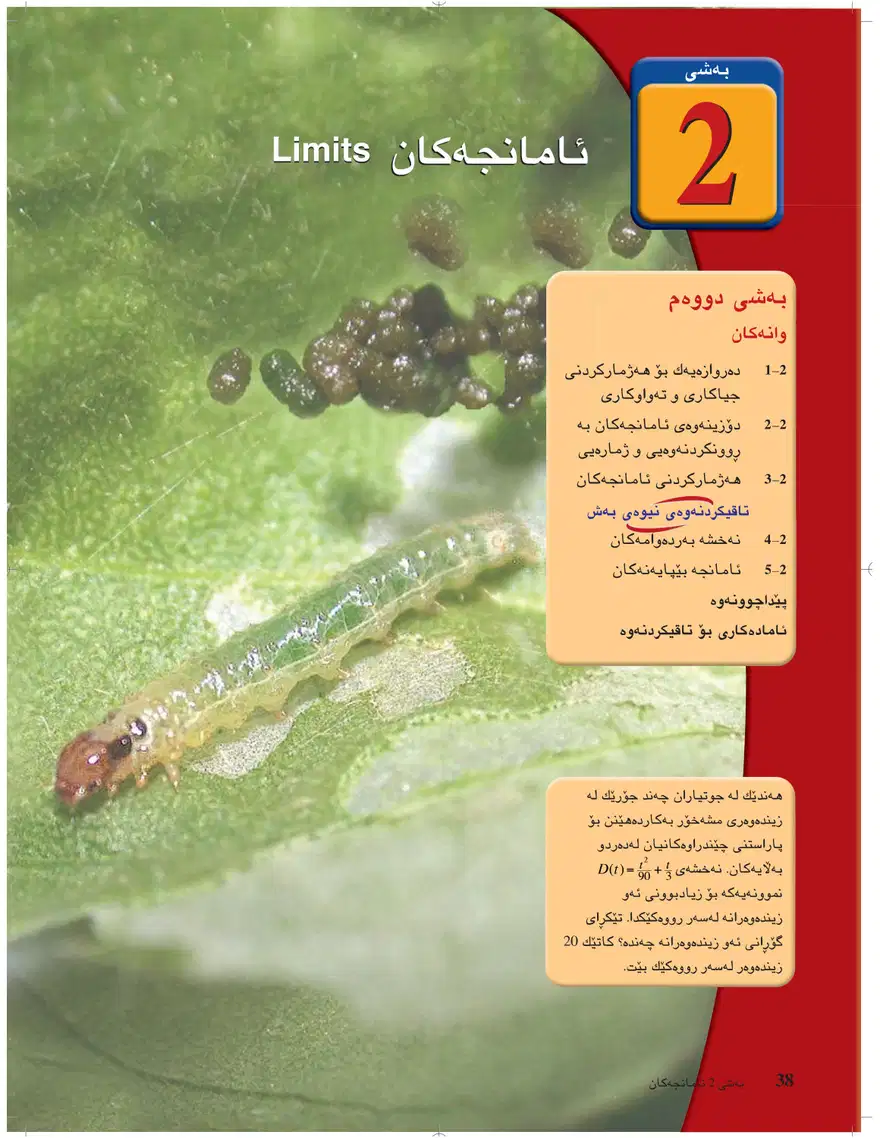 بەشی
2
ئامانجەکان Limits
بەشی دووەم
وانەکان
2–1 دەروازەیەك بۆ هەژمارکردنی
جیاکاری و تەواوکاری
2–2 دۆزینەوەی ئامانجەکان بە
ڕوونکردنەوەیی و ژمارەیی
2–3 هەژمارکردنی ئامانجەکان
تاقیکردنەوەی نیوەی بەش
2–4 نەخشە بەردەوامەکان
2–5 ئامانجە بێپایەنەکان
پێداچوونەوە
ئامادەکاری بۆ تاقیکردنەوە
هەندێك لە جوتیاران چەند جۆرێك لە
زیندەوەری مشەخۆر بەکاردەهێنن بۆ
پاراستنی چێندراوەکانیان لەدەردو
بەڵایەکان. نەخشەی D(t) = t²/90 + t/3
نموونەیەکە بۆ زیادبوونی ئەو
زیندەوەرانە لەسەر رووەکێکدا. تێکڕای
گۆڕانی ئەو زیندەوەرانە چەندە؟ کاتێك 20
زیندەوەر لەسەر رووەکێك بێت.
38 بەشی 2 ئامانجەکان